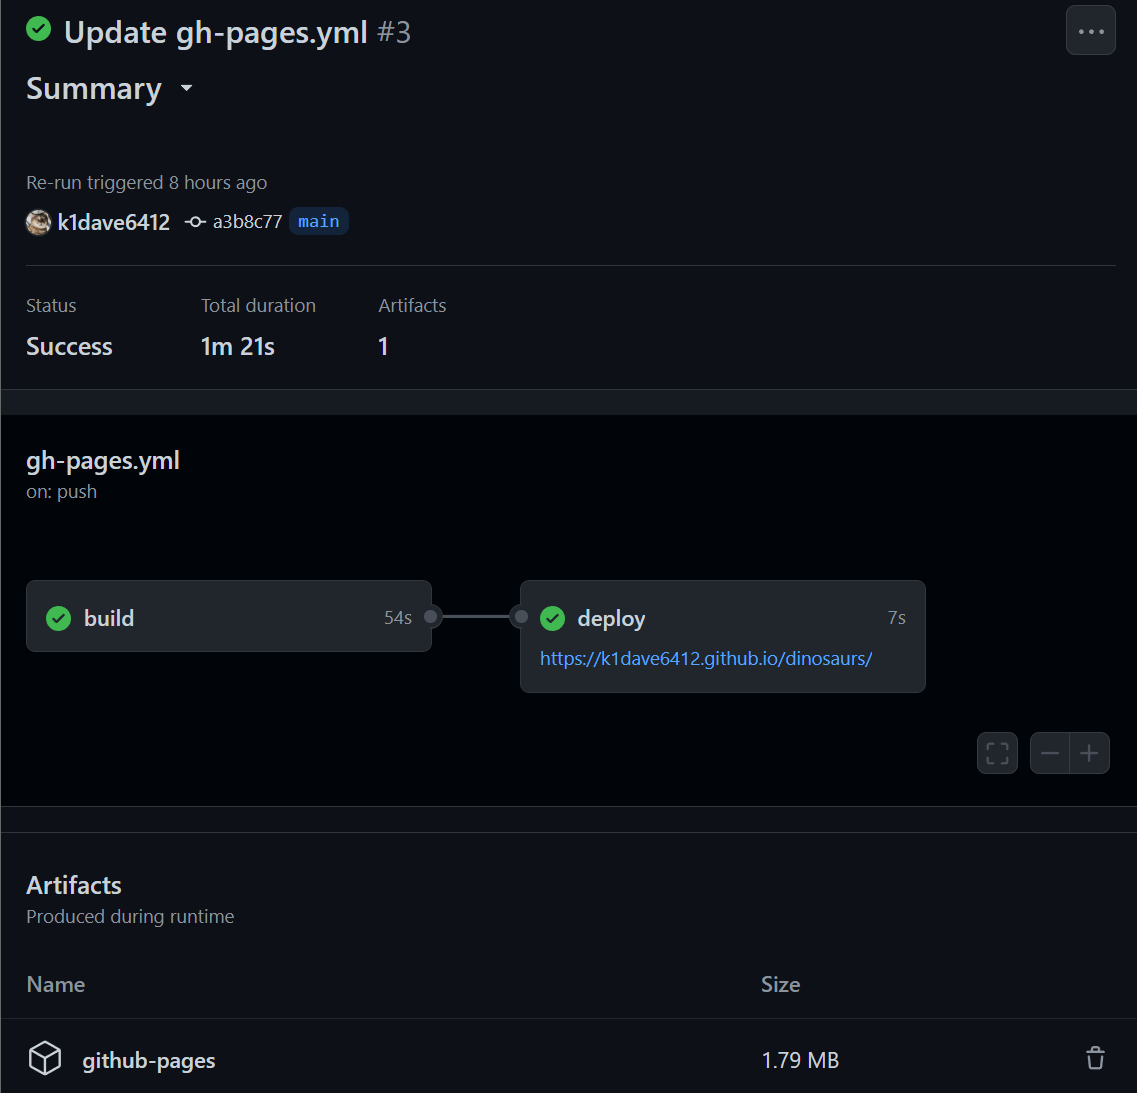 Update gh-pages.yml #3
Summary
Re-run triggered 8 hours ago
k1dave6412 a3b8c77 main
Status Total duration Artifacts
Success 1m 21s 1
gh-pages.yml
on: push
build 54s
deploy 7s
https://k1dave6412.github.io/dinosaurs/
Artifacts
Produced during runtime
Name Size
github-pages 1.79 MB